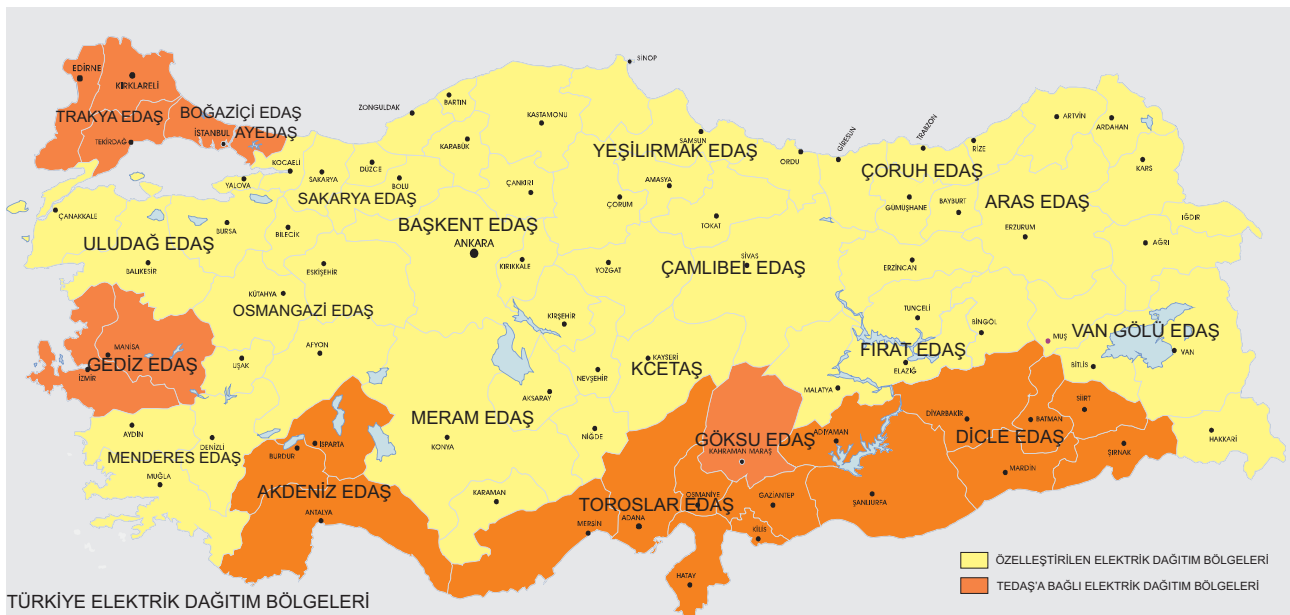 SİNOP
EDİRNE
KIRKLARELİ
TRAKYA EDAŞ
BOĞAZİÇİ EDAŞ
İSTANBUL
AYEDAŞ
TEKİRDAĞ
ZONGULDAK
BARTIN
KASTAMONU
KARABÜK
SAMSUN
YEŞİLIRMAK EDAŞ
ORDU
GİRESUN
TRABZON
RİZE
ARTVİN
ARDAHAN
KARS
ÇORUH EDAŞ
KOCAELİ
YALOVA
SAKARYA
DÜZCE
BOLU
SAKARYA EDAŞ
ÇANKIRI
AMASYA
ÇORUM
TOKAT
GÜMÜŞHANE
BAYBURT
ARAS EDAŞ
ERZURUM
IĞDIR
AĞRI
ÇANAKKALE
BURSA
BİLECİK
ULUDAĞ EDAŞ
BALIKESİR
BAŞKENT EDAŞ
ANKARA
KIRIKKALE
YOZGAT
SİVAS
ÇAMLIBEL EDAŞ
ERZİNCAN
ESKİŞEHİR
KÜTAHYA
OSMANGAZİ EDAŞ
KIRŞEHİR
TUNCELİ
BİNGÖL
MUŞ
VAN GÖLÜ EDAŞ
VAN
BİTLİS
MANİSA
GEDİZ EDAŞ
İZMİR
UŞAK
AFYON
KAYSERİ
KCETAŞ
NEVŞEHİR
FIRAT EDAŞ
ELAZIĞ
MALATYA
AKSARAY
MERAM EDAŞ
KONYA
NİĞDE
GÖKSU EDAŞ
KAHRAMAN MARAŞ
ADIYAMAN
DİYARBAKIR
BATMAN
SİİRT
DİCLE EDAŞ
ŞIRNAK
HAKKARİ
MARDİN
AYDIN
DENİZLİ
MENDERES EDAŞ
MUĞLA
BURDUR
ISPARTA
AKDENİZ EDAŞ
ANTALYA
KARAMAN
TOROSLAR EDAŞ
MERSİN
ADANA
OSMANİYE
GAZİANTEP
KİLİS
ŞANLIURFA
HATAY
ÖZELLEŞTİRİLEN ELEKTRİK DAĞITIM BÖLGELERİ
TEDAŞ'A BAĞLI ELEKTRİK DAĞITIM BÖLGELERİ
TÜRKİYE ELEKTRİK DAĞITIM BÖLGELERİ